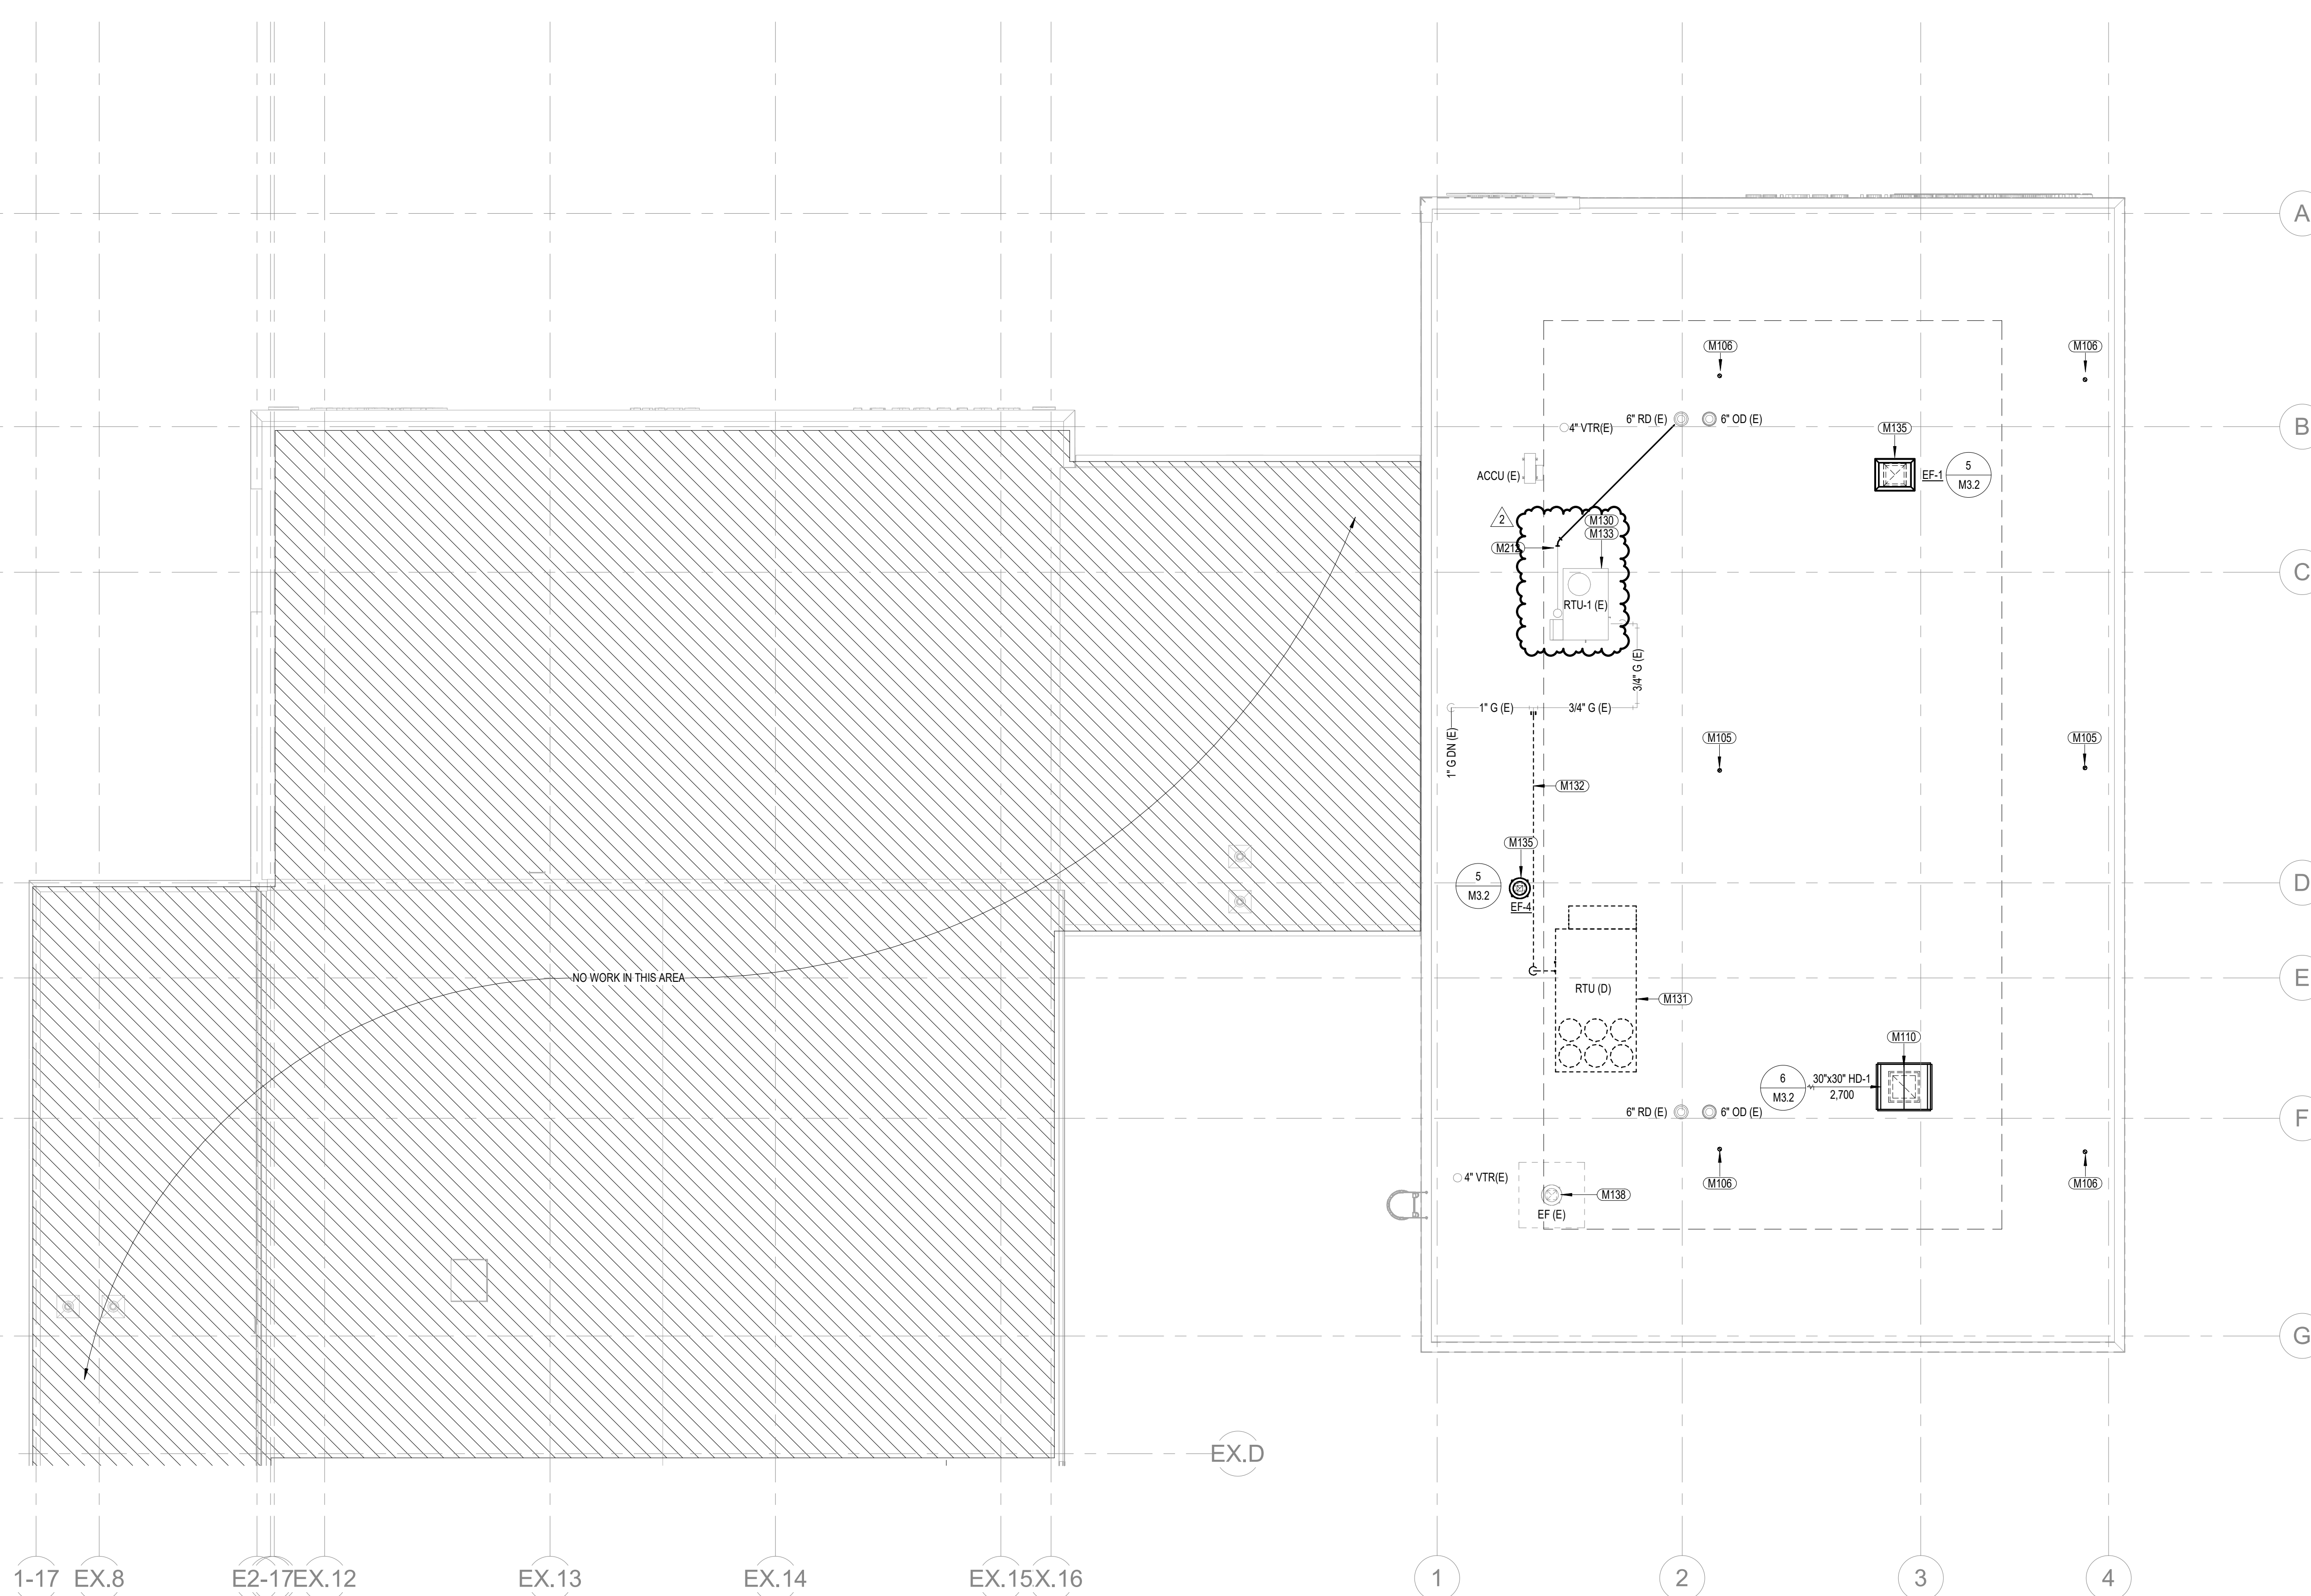 A
M106
M106
6" RD (E)
6" OD (E)
4" VTR(E)
M135
B
ACCU (E)
EF-1
5
M3.2
2
M130
M133
M212
C
RTU-1 (E)
3/4" G (E)
1" G (E)
3/4" G (E)
1" G DN (E)
M105
M105
M132
M135
5
M3.2
EF-4
D
NO WORK IN THIS AREA
E
RTU (D)
M131
M110
6
M3.2
30"x30" HD-1
2,700
6" RD (E)
6" OD (E)
F
4" VTR(E)
M106
M106
M138
EF (E)
G
EX.D
1-17
EX.8
E2-17
EX.12
EX.13
EX.14
EX.15
X.16
1
2
3
4